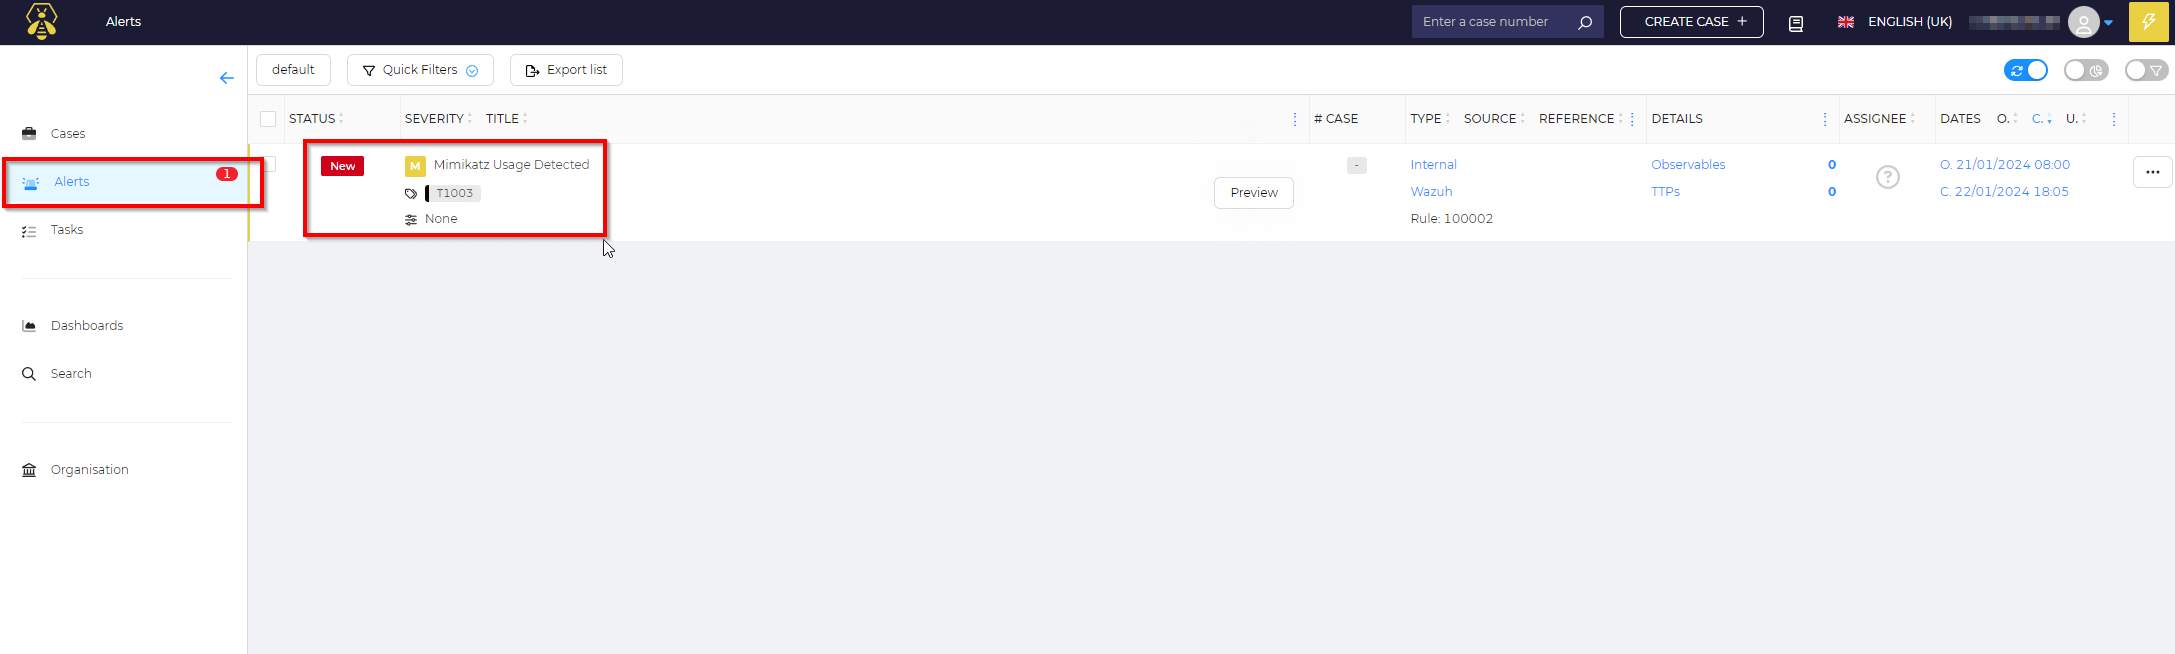 Alerts
Enter a case number
CREATE CASE +
ENGLISH (UK)
default
Quick Filters
Export list
Cases
Alerts 1
Tasks
Dashboards
Search
Organisation
STATUS SEVERITY TITLE # CASE TYPE SOURCE REFERENCE DETAILS ASSIGNEE DATES O. C. U.
New M Mimikatz Usage Detected - Internal Observables 0 O. 21/01/2024 08:00
T1003 Preview Wazuh TTPs 0 ? C. 22/01/2024 18:05
None Rule: 100002